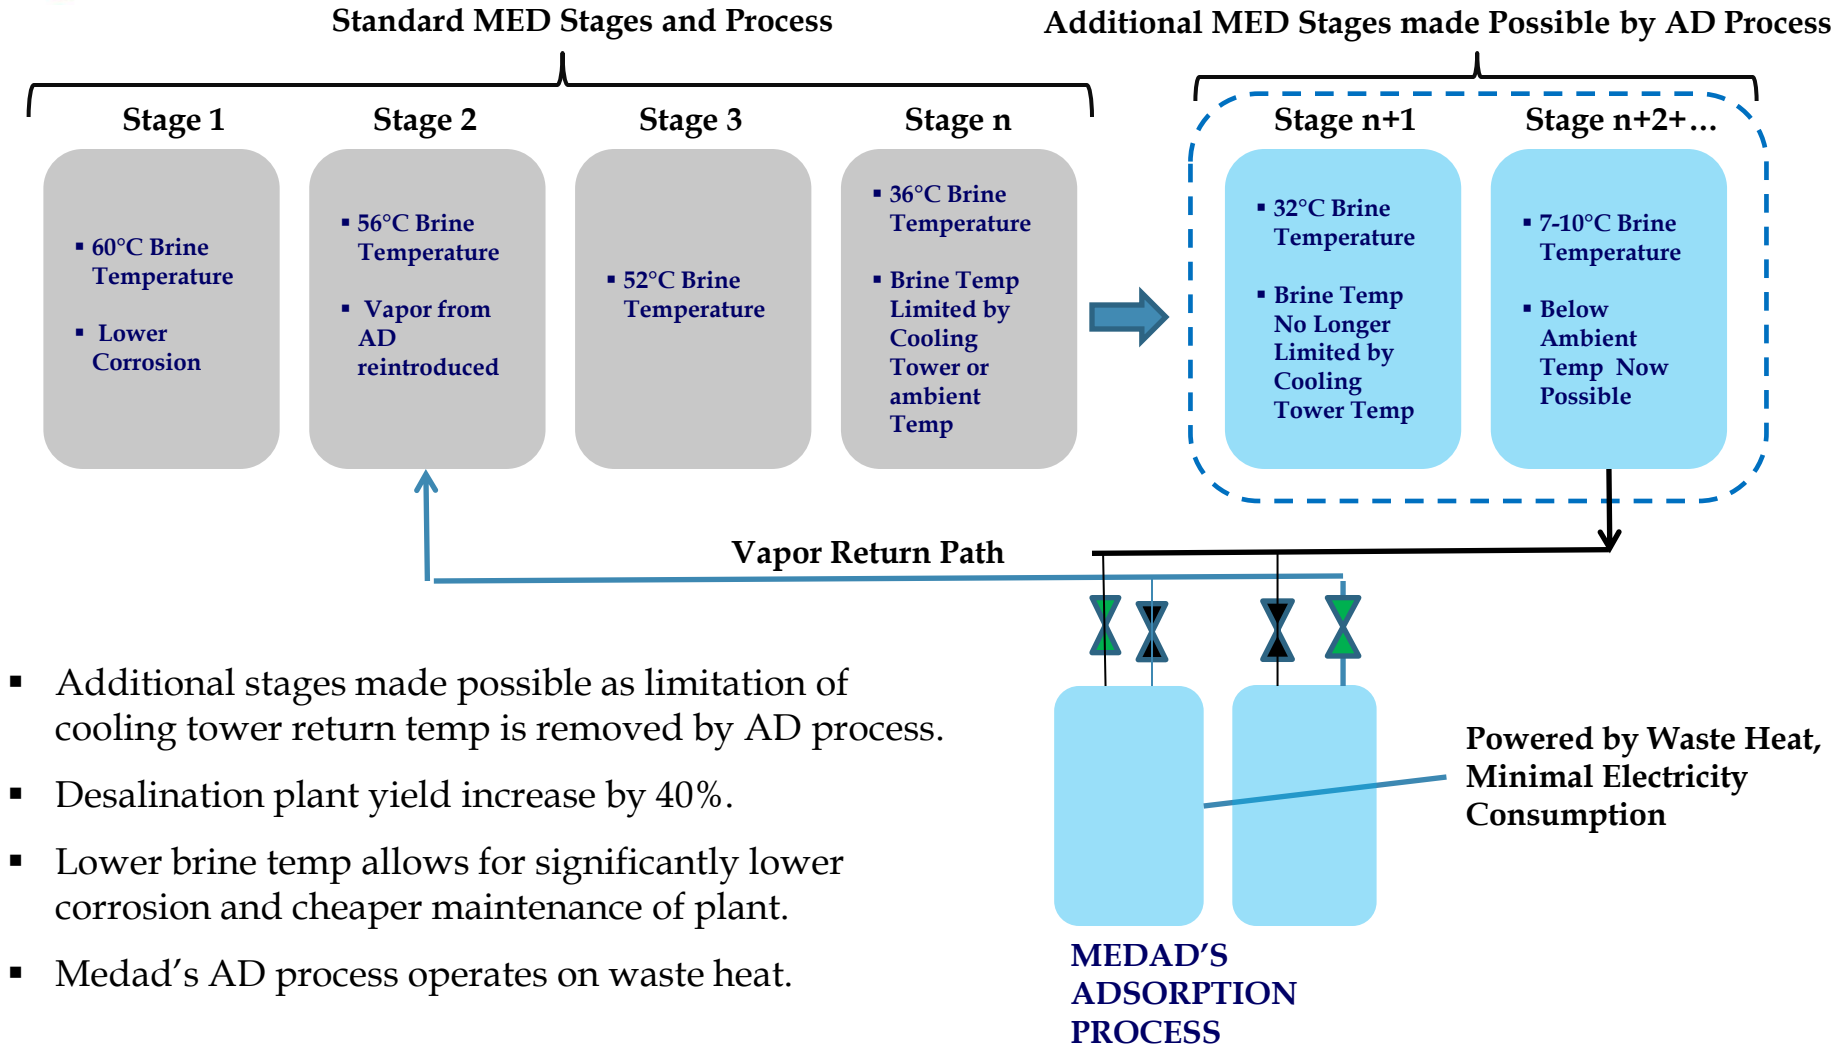 Standard MED Stages and Process
Additional MED Stages made Possible by AD Process
Stage 1
Stage 2
Stage 3
Stage n
Stage n+1
Stage n+2+…
▪ 60°C Brine
Temperature
▪ Lower
Corrosion
▪ 56°C Brine
Temperature
▪ Vapor from
AD
reintroduced
▪ 52°C Brine
Temperature
▪ 36°C Brine
Temperature
▪ Brine Temp
Limited by
Cooling
Tower or
ambient
Temp
▪ 32°C Brine
Temperature
▪ Brine Temp
No Longer
Limited by
Cooling
Tower Temp
▪ 7-10°C Brine
Temperature
▪ Below
Ambient
Temp Now
Possible
Vapor Return Path
▪ Additional stages made possible as limitation of
cooling tower return temp is removed by AD process.
▪ Desalination plant yield increase by 40%.
▪ Lower brine temp allows for significantly lower
corrosion and cheaper maintenance of plant.
▪ Medad’s AD process operates on waste heat.
Powered by Waste Heat,
Minimal Electricity
Consumption
MEDAD’S
ADSORPTION
PROCESS